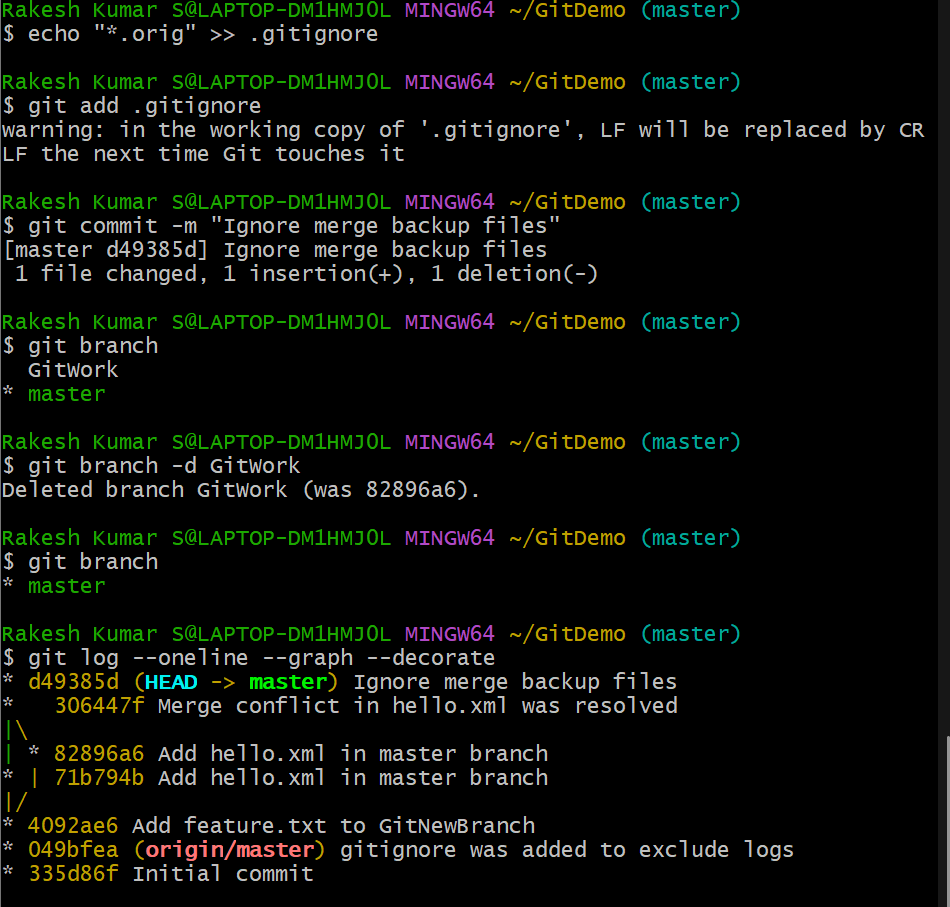 Rakesh Kumar S@LAPTOP-DM1HMJ0L MINGW64 ~/GitDemo (master)
$ echo "*.orig" >> .gitignore
Rakesh Kumar S@LAPTOP-DM1HMJ0L MINGW64 ~/GitDemo (master)
$ git add .gitignore
warning: in the working copy of '.gitignore', LF will be replaced by CR
LF the next time Git touches it
Rakesh Kumar S@LAPTOP-DM1HMJ0L MINGW64 ~/GitDemo (master)
$ git commit -m "Ignore merge backup files"
[master d49385d] Ignore merge backup files
 1 file changed, 1 insertion(+), 1 deletion(-)
Rakesh Kumar S@LAPTOP-DM1HMJ0L MINGW64 ~/GitDemo (master)
$ git branch
  GitWork
* master
Rakesh Kumar S@LAPTOP-DM1HMJ0L MINGW64 ~/GitDemo (master)
$ git branch -d GitWork
Deleted branch GitWork (was 82896a6).
Rakesh Kumar S@LAPTOP-DM1HMJ0L MINGW64 ~/GitDemo (master)
$ git branch
* master
Rakesh Kumar S@LAPTOP-DM1HMJ0L MINGW64 ~/GitDemo (master)
$ git log --oneline --graph --decorate
* d49385d (HEAD -> master) Ignore merge backup files
*   306447f Merge conflict in hello.xml was resolved
|\
| * 82896a6 Add hello.xml in master branch
* | 71b794b Add hello.xml in master branch
|/
* 4092ae6 Add feature.txt to GitNewBranch
* 049bfea (origin/master) gitignore was added to exclude logs
* 335d86f Initial commit